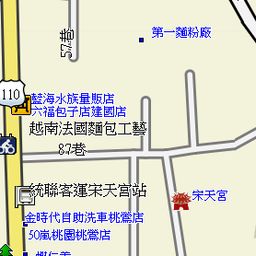 第一麵粉廠
57巷
110
藍海水族量販店
六福包子店建國店
越南法國麵包工藝
87巷
統聯客運宋天宮站
宋天宮
金時代自助洗車桃鶯店
50嵐桃園桃鶯店